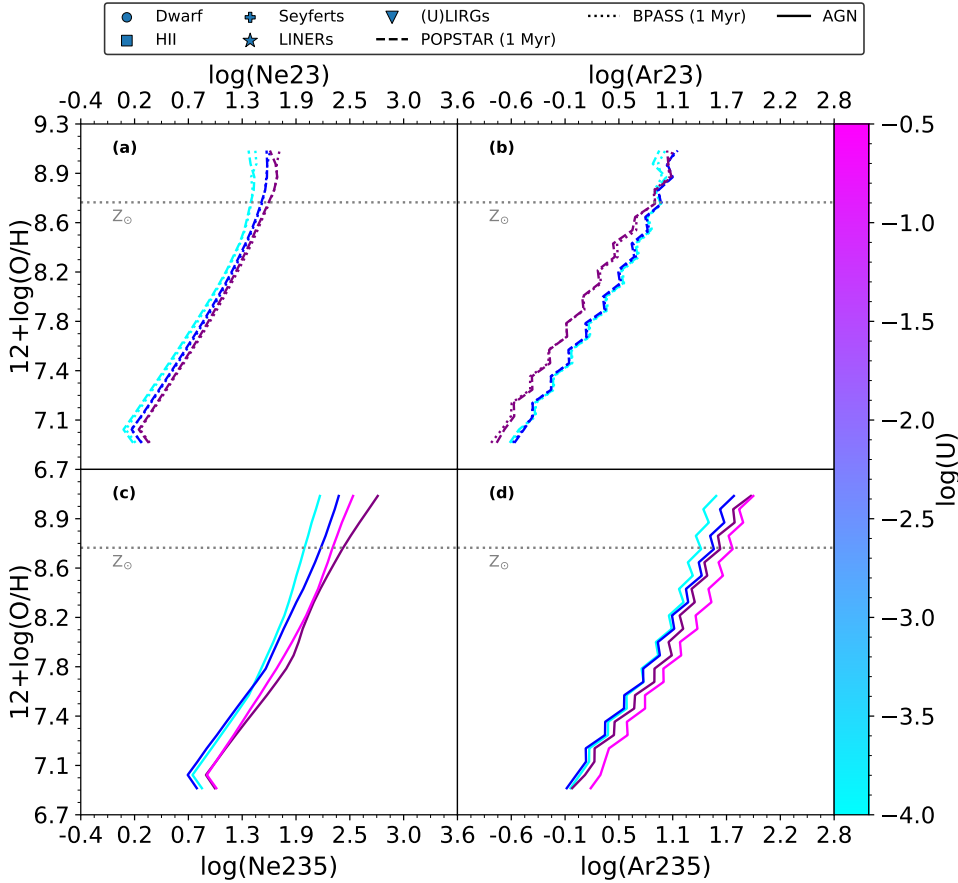 Dwarf Seyferts (U)LIRGs BPASS (1 Myr) AGN
HII LINERs POPSTAR (1 Myr)
log(Ne23) log(Ar23)
-0.4 0.2 0.7 1.3 1.9 2.5 3.0 3.6 -0.6 -0.1 0.5 1.1 1.7 2.2 2.8
9.3 (a) (b) −0.5
8.9
Z⊙ Z⊙ −1.0
8.6
8.2
7.8 −1.5
7.4
7.1
6.7 −2.0
12+log(O/H)
log(U)
(c) (d) −2.5
8.9
Z⊙ Z⊙
8.6 −3.0
8.2
7.8
7.4 −3.5
7.1
6.7 −4.0
12+log(O/H)
-0.4 0.2 0.7 1.3 1.9 2.5 3.0 3.6 -0.6 -0.1 0.5 1.1 1.7 2.2 2.8
log(Ne235) log(Ar235)